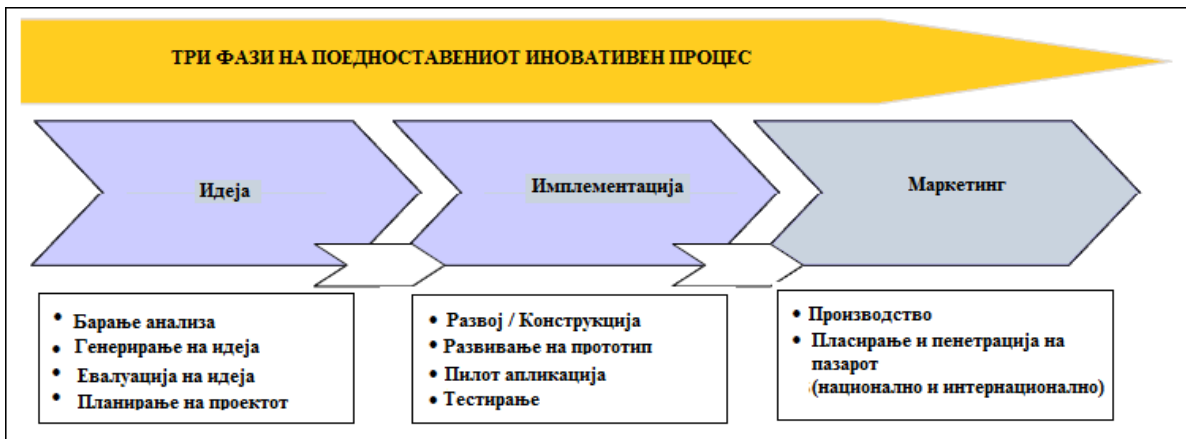 ТРИ ФАЗИ НА ПОЕДНОСТАВЕНИОТ ИНОВАТИВЕН ПРОЦЕС
Идеја
Имплементација
Маркетинг
• Барање анализа
• Генерирање на идеја
• Евалуација на идеја
• Планирање на проектот
• Развој / Конструкција
• Развивање на прототип
• Пилот апликација
• Тестирање
• Производство
• Пласирање и пенетрација на
пазарот
(национално и интернационално)